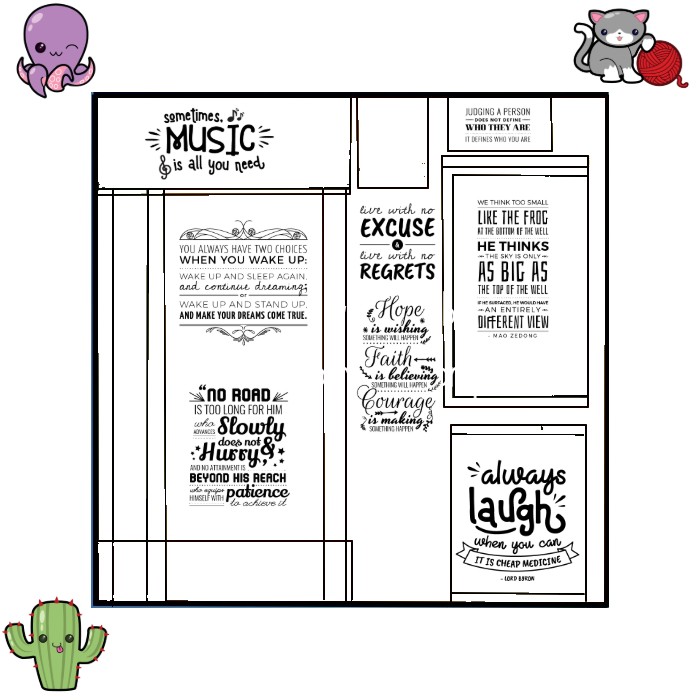 sometimes,
MUSIC
is all you need
JUDGING A PERSON
DOES NOT DEFINE
WHO THEY ARE
IT DEFINES WHO YOU ARE
YOU ALWAYS HAVE TWO CHOICES
WHEN YOU WAKE UP:
WAKE UP AND SLEEP AGAIN,
and continue dreaming;
or
WAKE UP AND STAND UP,
AND MAKE YOUR DREAMS COME TRUE.
"NO ROAD
IS TOO LONG FOR HIM
who
ADVANCES Slowly
does not
Hurry,&
AND NO ATTAINMENT IS
BEYOND HIS REACH
who equips
HIMSELF WITH patience
to achieve it
live with no
EXCUSE
&
live with no
REGRETS
Hope
is wishing
SOMETHING WILL HAPPEN
Faith
is believing
SOMETHING WILL HAPPEN
Courage
is making
SOMETHING HAPPEN
WE THINK TOO SMALL
LIKE THE FROG
AT THE BOTTOM OF THE WELL
HE THINKS
THE SKY IS ONLY
AS BIG AS
THE TOP OF THE WELL
IF HE SURFACED, HE WOULD HAVE
AN ENTIRELY
DIFFERENT VIEW
- MAO ZEDONG
always
laugh
when you can
IT IS CHEAP MEDICINE
- LORD BYRON